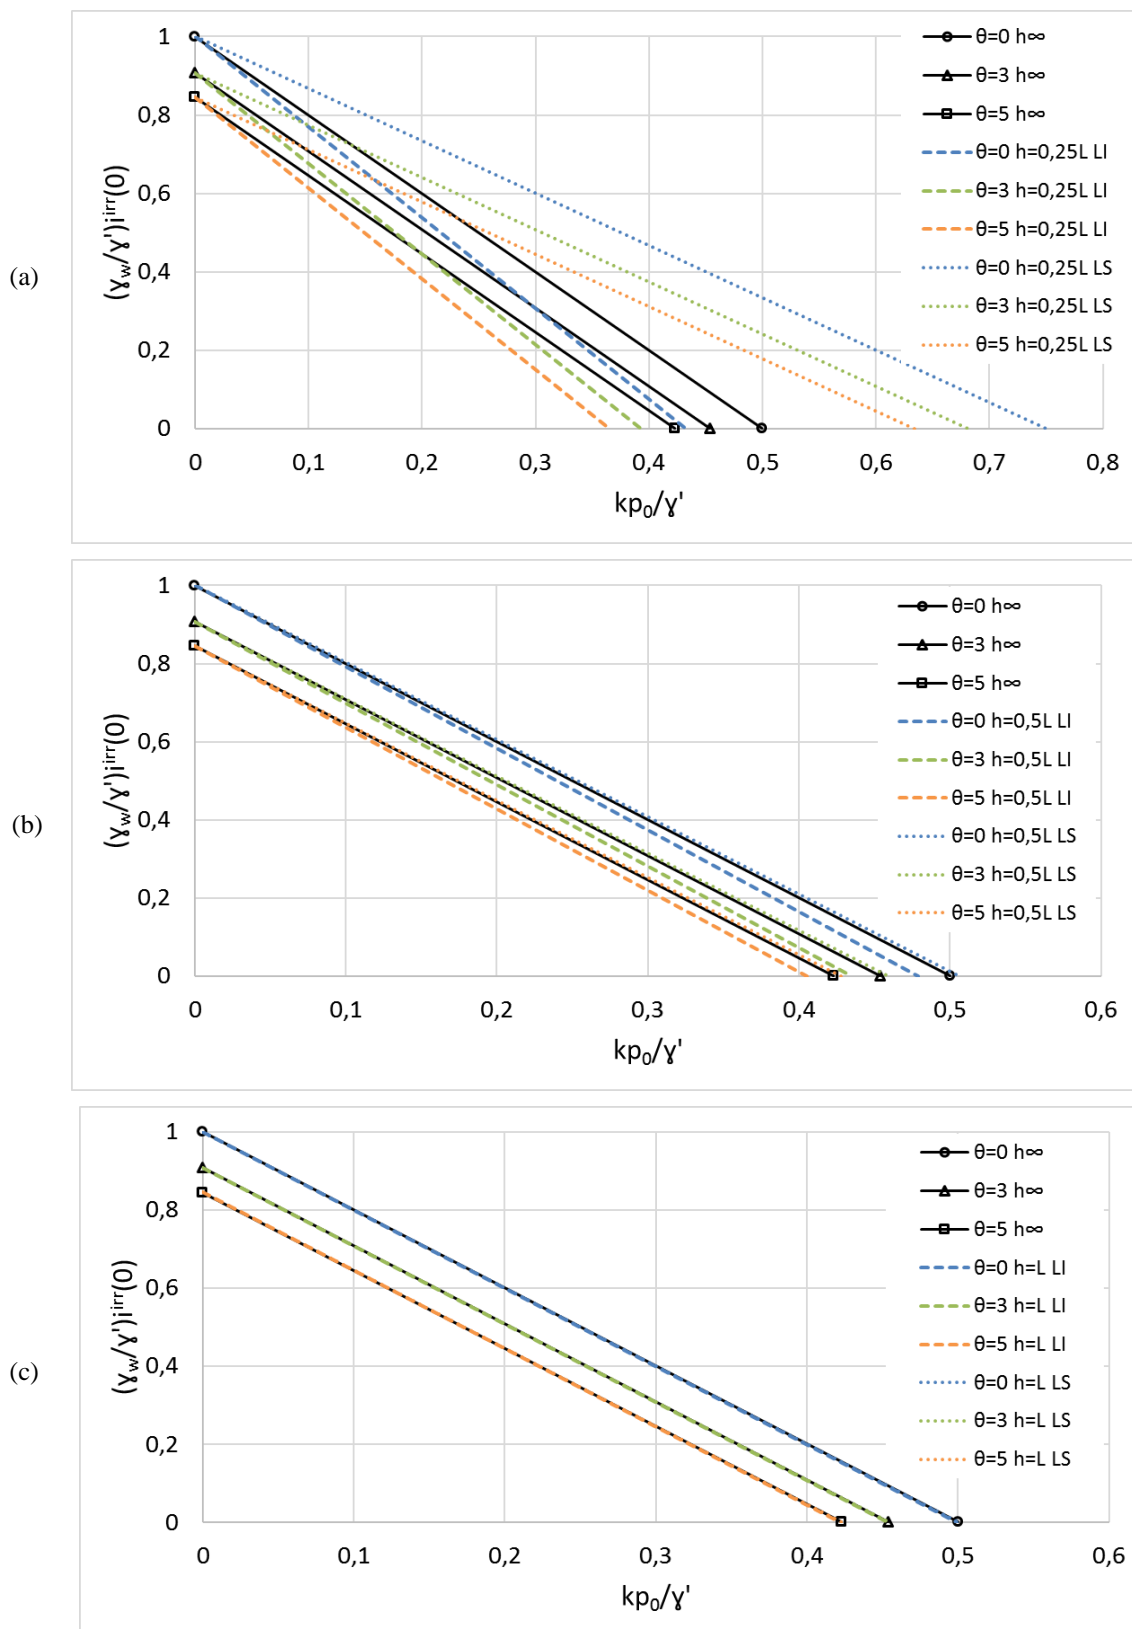 (a)
(ɣw/ɣ')i^irr(0)
1
0,8
0,6
0,4
0,2
0
0 0,1 0,2 0,3 0,4 0,5 0,6 0,7 0,8
kp₀/ɣ'
θ=0 h∞
θ=3 h∞
θ=5 h∞
θ=0 h=0,25L LI
θ=3 h=0,25L LI
θ=5 h=0,25L LI
θ=0 h=0,25L LS
θ=3 h=0,25L LS
θ=5 h=0,25L LS
(b)
(ɣw/ɣ')i^irr(0)
1
0,8
0,6
0,4
0,2
0
0 0,1 0,2 0,3 0,4 0,5 0,6
kp₀/ɣ'
θ=0 h∞
θ=3 h∞
θ=5 h∞
θ=0 h=0,5L LI
θ=3 h=0,5L LI
θ=5 h=0,5L LI
θ=0 h=0,5L LS
θ=3 h=0,5L LS
θ=5 h=0,5L LS
(c)
(ɣw/ɣ')i^irr(0)
1
0,8
0,6
0,4
0,2
0
0 0,1 0,2 0,3 0,4 0,5 0,6
kp₀/ɣ'
θ=0 h∞
θ=3 h∞
θ=5 h∞
θ=0 h=L LI
θ=3 h=L LI
θ=5 h=L LI
θ=0 h=L LS
θ=3 h=L LS
θ=5 h=L LS